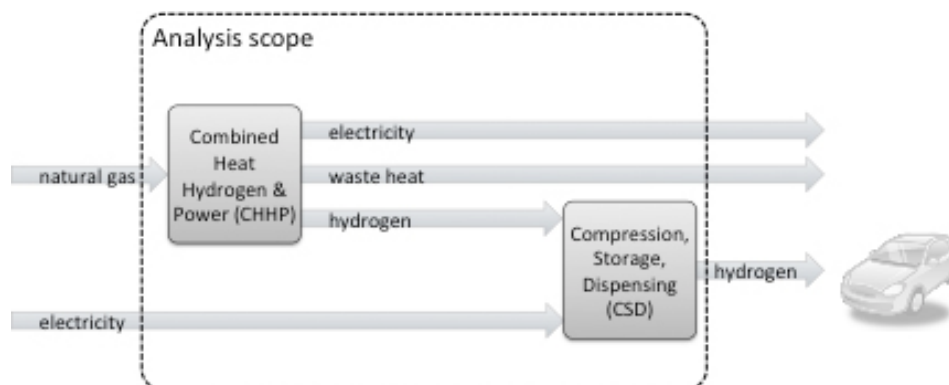 Analysis scope
Combined
Heat
Hydrogen &
Power (CHHP)
electricity
natural gas
waste heat
hydrogen
Compression,
Storage,
Dispensing
(CSD)
hydrogen
electricity